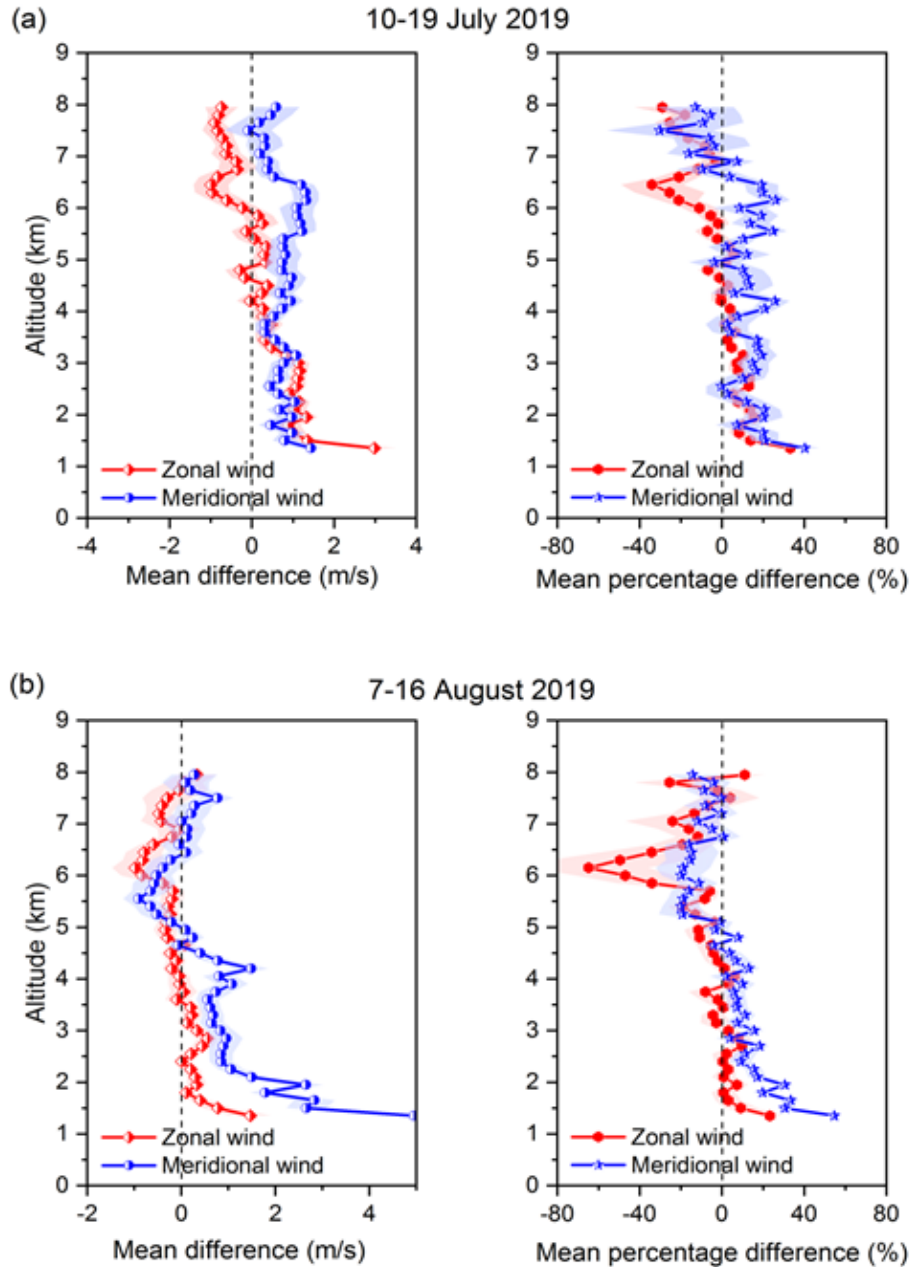 (a)
10-19 July 2019
9
8
7
6
5
4
3
2
1
0
Altitude (km)
Zonal wind
Meridional wind
-4 -2 0 2 4
Mean difference (m/s)
9
8
7
6
5
4
3
2
1
0
Zonal wind
Meridional wind
-80 -40 0 40 80
Mean percentage difference (%)
(b)
7-16 August 2019
9
8
7
6
5
4
3
2
1
0
Altitude (km)
Zonal wind
Meridional wind
-2 0 2 4
Mean difference (m/s)
9
8
7
6
5
4
3
2
1
0
Zonal wind
Meridional wind
-80 -40 0 40 80
Mean percentage difference (%)